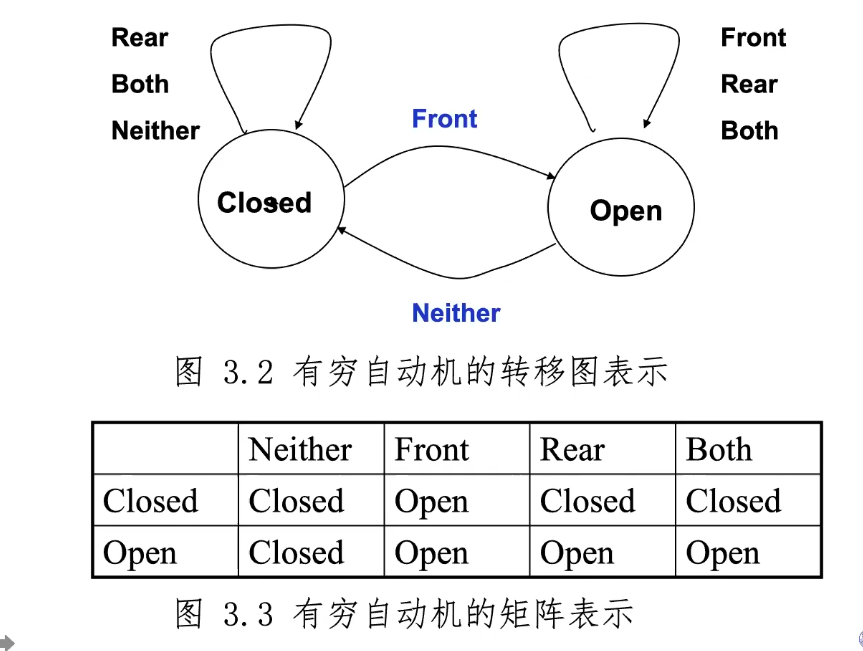 Rear
Both
Neither
Front
Front
Rear
Both
Closed
Open
Neither
图 3.2 有穷自动机的转移图表示
Neither Front Rear Both
Closed Closed Open Closed Closed
Open Closed Open Open Open
图 3.3 有穷自动机的矩阵表示